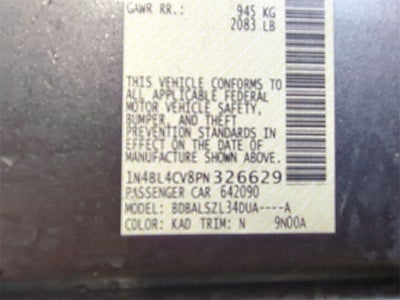 GAWR RR.: 945 KG
2083 LB
THIS VEHICLE CONFORMS TO
ALL APPLICABLE FEDERAL
MOTOR VEHICLE SAFETY,
BUMPER, AND THEFT
PREVENTION STANDARDS IN
EFFECT ON THE DATE OF
MANUFACTURE SHOWN ABOVE.
1N4BL4CV8PN326629
PASSENGER CAR 642090
MODEL: BDBALSZL34DUA----A
COLOR: KAD TRIM: N 9N00A